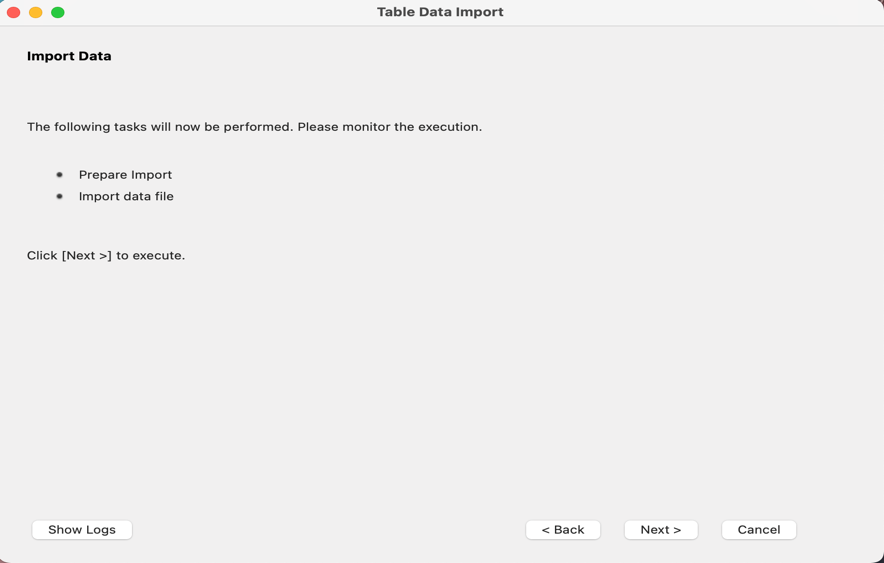 Table Data Import
Import Data
The following tasks will now be performed. Please monitor the execution.
Prepare Import
Import data file
Click [Next >] to execute.
Show Logs
< Back
Next >
Cancel